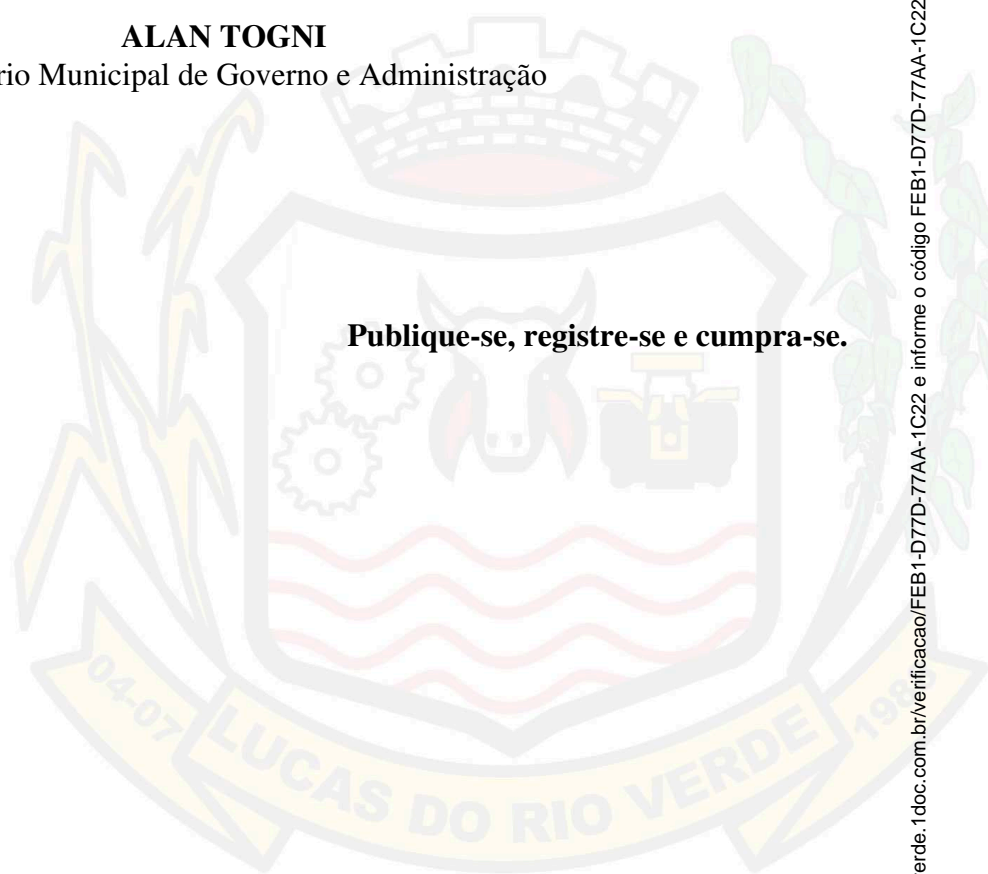 ALAN TOGNI
rio Municipal de Governo e Administração
Publique-se, registre-se e cumpra-se.
04-07 LUCAS DO RIO VERDE 1988
erde.1doc.com.br/verificacao/FEB1-D77D-77AA-1C22 e informe o código FEB1-D77D-77AA-1C22